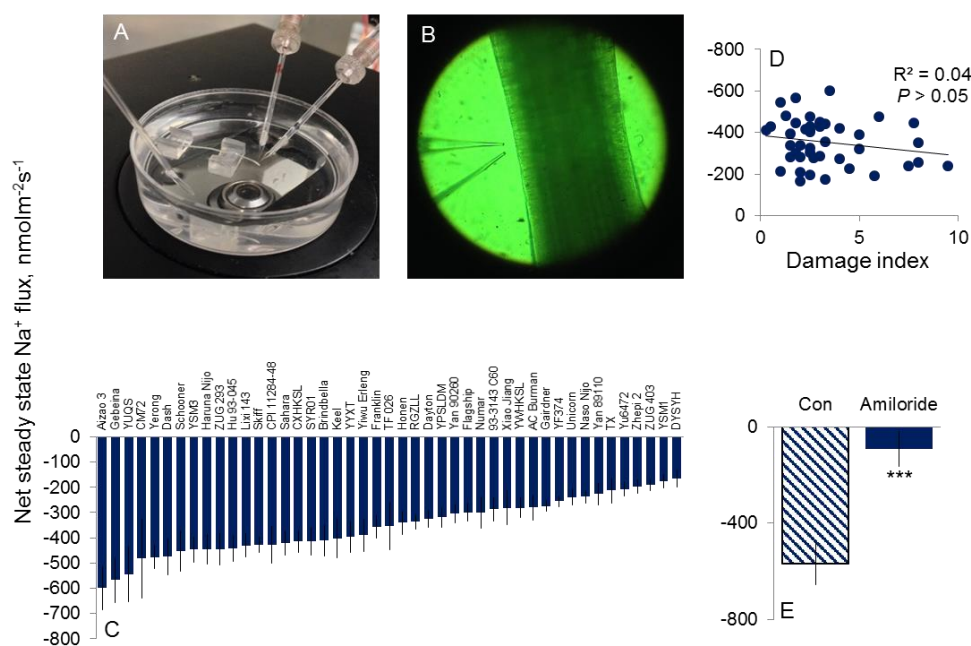 A
B
D
-800
-600
-400
-200
0
R² = 0.04
P > 0.05
0
5
10
Damage index
Net steady state Na⁺ flux, nmolm⁻²s⁻¹
Aizao 3
Gebeina
YUQS
CM72
Yerong
Dash
Schooner
YSM3
Haruna Nijo
ZUG 293
Hu 93-045
Lixi 143
Skiff
CPI 11284-48
Sahara
CXHKSL
SYR01
Brindbella
Keel
YYXT
Yiwu Erleng
Franklin
TF 026
Honen
RGZLL
Dayton
YPSLDM
Yan 90260
Flagship
Numar
93-3143 C60
Xiao Jiang
YWHKSL
AC Burman
Gairdner
YF374
Unicorn
Naso Nijo
Yan 89110
TX
Yu6472
Zhepi 2
ZUG 403
YSM1
DYSYH
0
-100
-200
-300
-400
-500
-600
-700
-800
C
Con
Amiloride
0
-400
-800
***
E